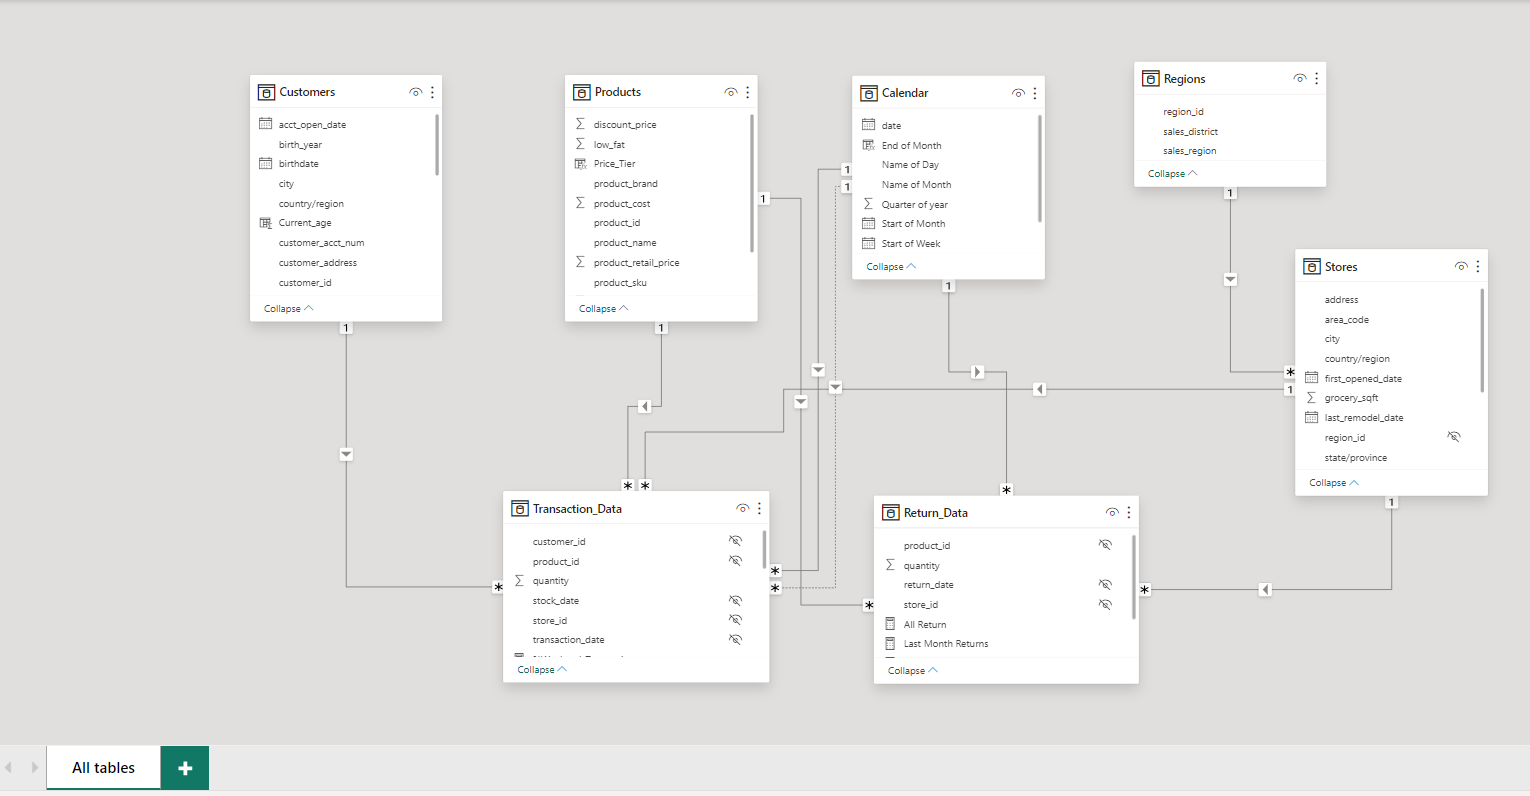 Customers
acct_open_date
birth_year
birthdate
city
country/region
Current_age
customer_acct_num
customer_address
customer_id
Collapse
Products
discount_price
low_fat
Price_Tier
product_brand
product_cost
product_id
product_name
product_retail_price
product_sku
Collapse
Calendar
date
End of Month
Name of Day
Name of Month
Quarter of year
Start of Month
Start of Week
Collapse
Regions
region_id
sales_district
sales_region
Collapse
Stores
address
area_code
city
country/region
first_opened_date
grocery_sqft
last_remodel_date
region_id
state/province
Collapse
1
1
1
1
1
1
1
*
1
1
* *
*
*
*
*
*
*
Transaction_Data
customer_id
product_id
quantity
stock_date
store_id
transaction_date
Collapse
Return_Data
product_id
quantity
return_date
store_id
All Return
Last Month Returns
Collapse
All tables
+